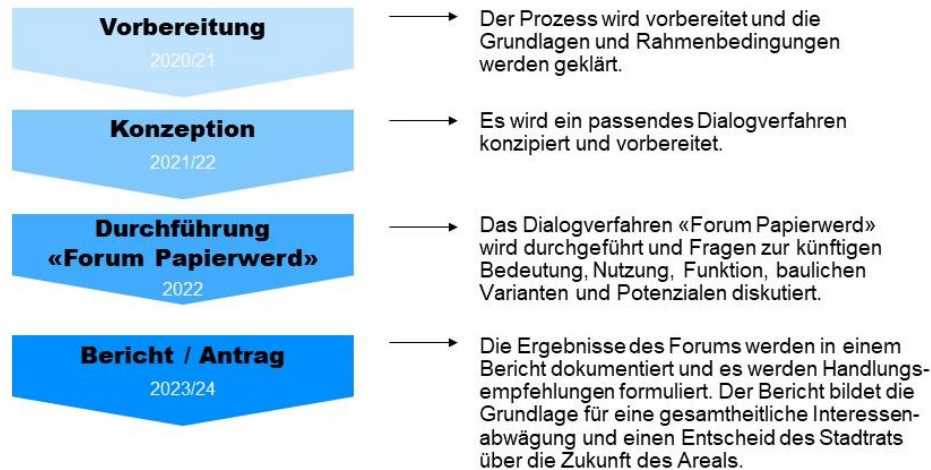 Vorbereitung
2020/21
Der Prozess wird vorbereitet und die
Grundlagen und Rahmenbedingungen
werden geklärt.
Konzeption
2021/22
Es wird ein passendes Dialogverfahren
konzipiert und vorbereitet.
Durchführung
«Forum Papierwerd»
2022
Das Dialogverfahren «Forum Papierwerd»
wird durchgeführt und Fragen zur künftigen
Bedeutung, Nutzung, Funktion, baulichen
Varianten und Potenzialen diskutiert.
Bericht / Antrag
2023/24
Die Ergebnisse des Forums werden in einem
Bericht dokumentiert und es werden Handlungs-
empfehlungen formuliert. Der Bericht bildet die
Grundlage für eine gesamtheitliche Interessen-
abwägung und einen Entscheid des Stadtrats
über die Zukunft des Areals.